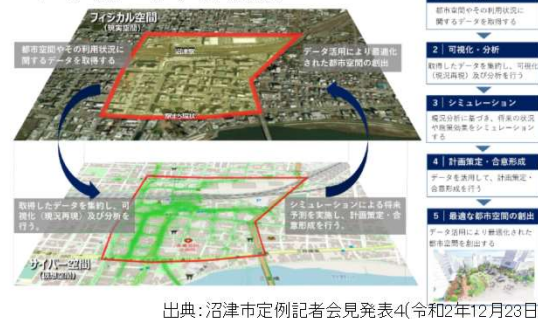 フィジカル空間
(現実空間)
都市空間やその利用状況に
関するデータを取得する
沼津駅
データ活用により最適化
された都市空間の創出
取得したデータを集約し、可
視化（現況再現）及び分析を
行う。
シミュレーションによる将来
予測を実施し、計画策定・合
意形成を行う。
サイバー空間
(仮想空間)
都市空間やその利用状況に
関するデータを取得する
2 | 可視化・分析
取得したデータを集約し、可視化
（現況再現）及び分析を行う
3 | シミュレーション
現況分析に基づき、将来の状況
や施策効果をシミュレーション
する
4 | 計画策定・合意形成
データを活用して、計画策定・
合意形成を行う
5 | 最適な都市空間の創出
データ活用により最適化された
都市空間を創出する
出典：沼津市定例記者会見発表4(令和2年12月23日